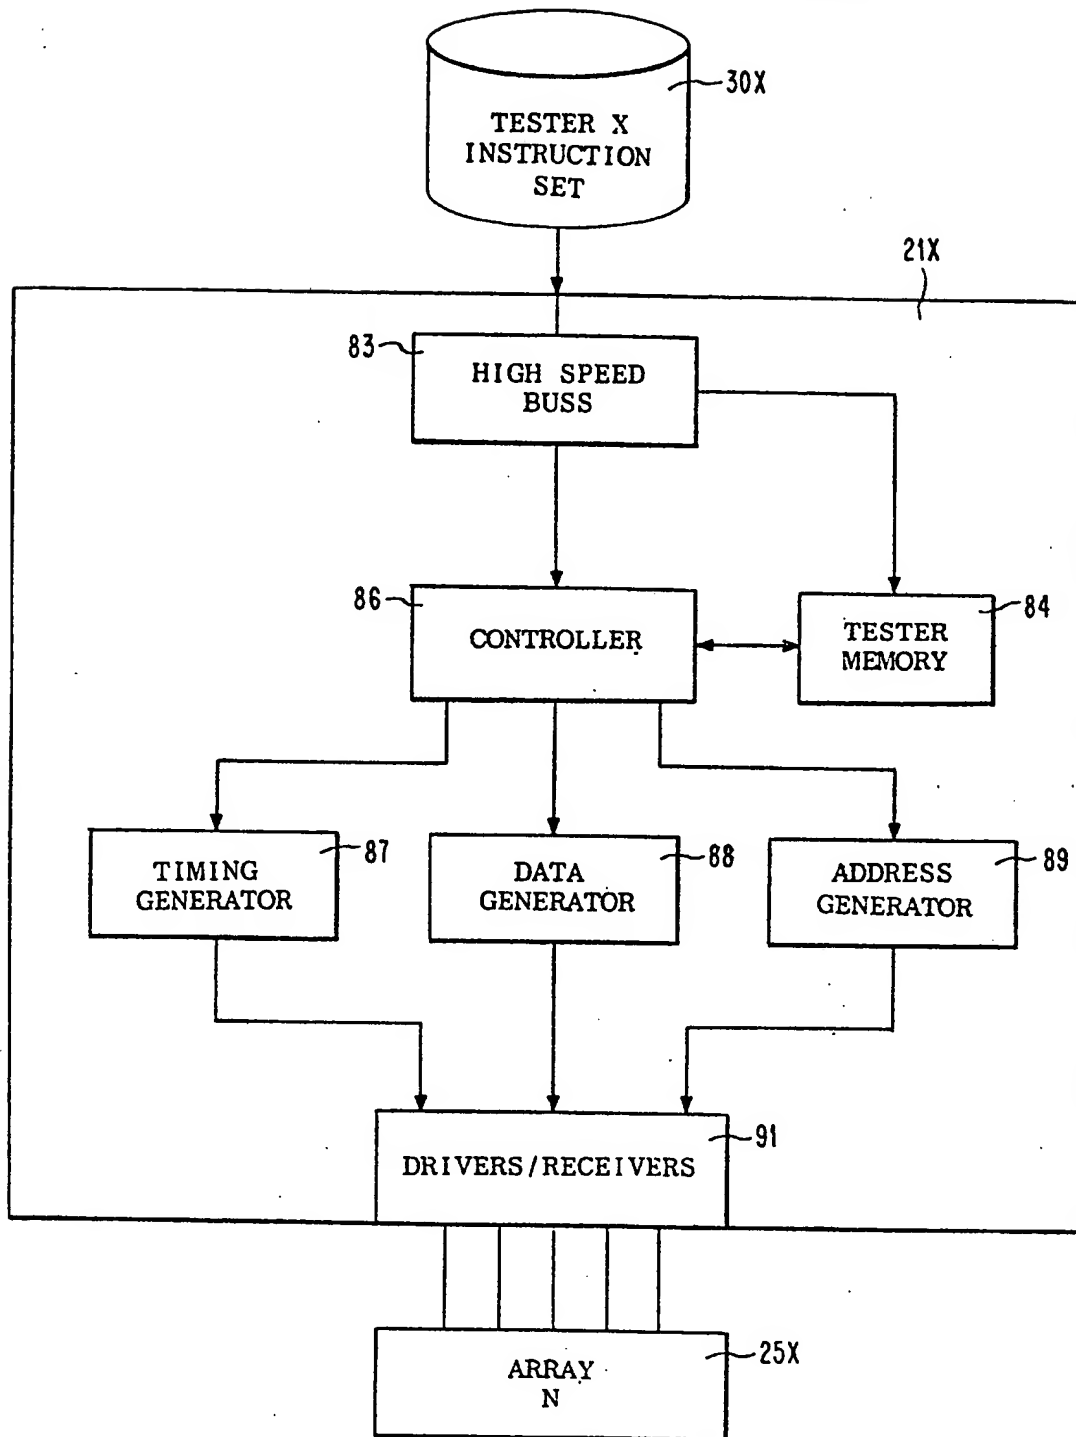 30X
TESTER X
INSTRUCTION
SET
21X
83
HIGH SPEED
BUSS
86
CONTROLLER
84
TESTER
MEMORY
87
TIMING
GENERATOR
88
DATA
GENERATOR
89
ADDRESS
GENERATOR
91
DRIVERS/RECEIVERS
25X
ARRAY
N